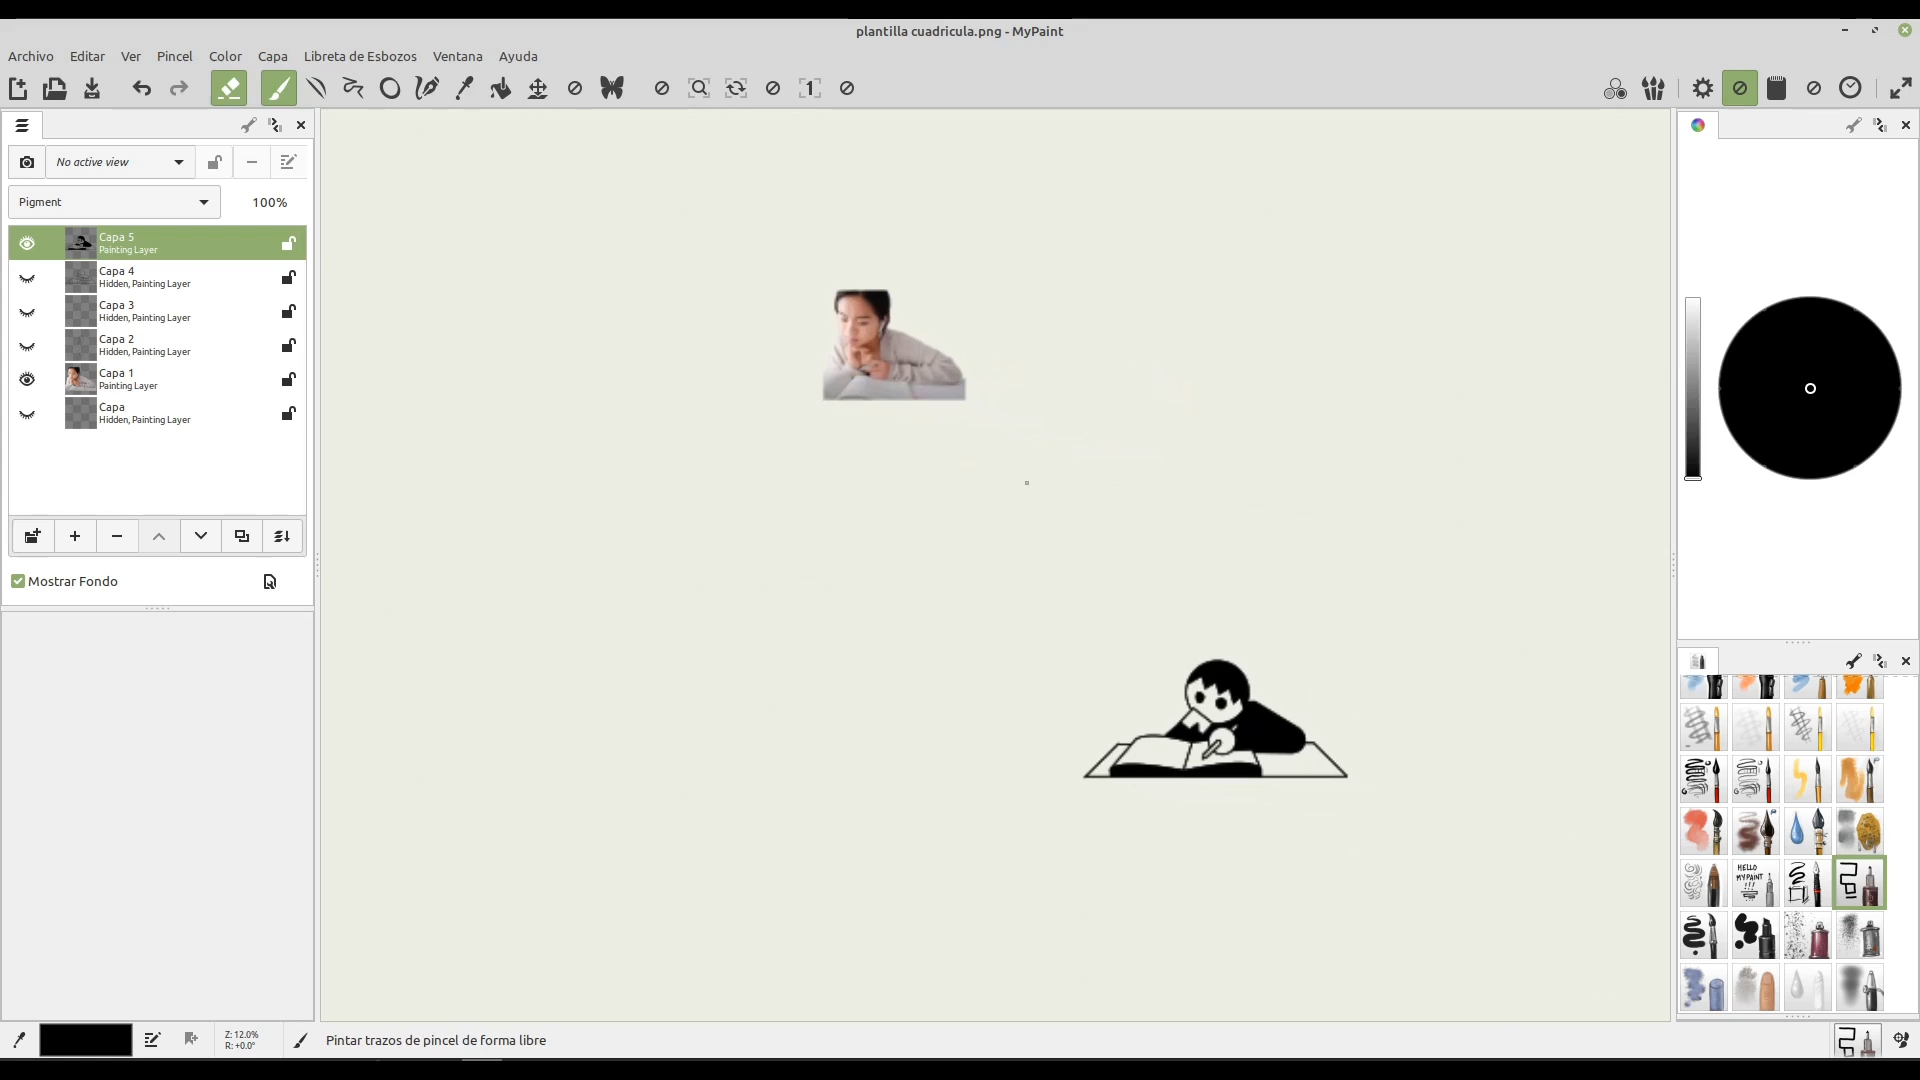 plantilla cuadricula.png - MyPaint
Archivo Editar Ver Pincel Color Capa Libreta de Esbozos Ventana Ayuda
1
No active view
Pigment 100%
Capa 5
Painting Layer
Capa 4
Hidden, Painting Layer
Capa 3
Hidden, Painting Layer
Capa 2
Hidden, Painting Layer
Capa 1
Painting Layer
Capa
Hidden, Painting Layer
Mostrar Fondo
HELLO
MYPAINT
!!!
Z: 12.0%
R: +0.0°
Pintar trazos de pincel de forma libre